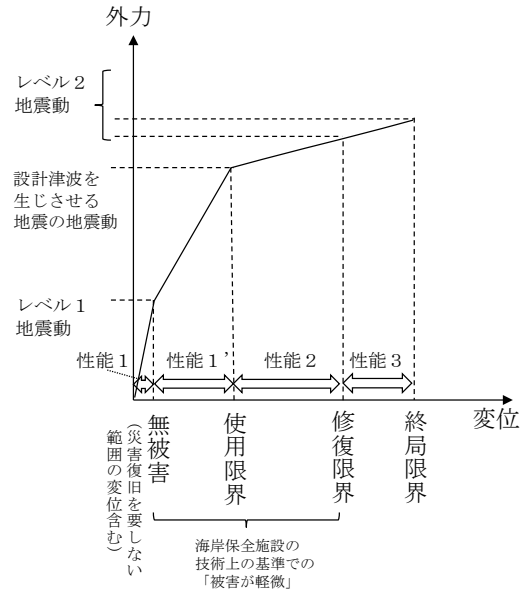 外力
レベル２
地震動
設計津波を
生じさせる
地震の地震動
レベル１
地震動
性能１
性能１’
性能２
性能３
変位
無被害
（災害復旧を要しない
範囲の変位含む）
使用限界
修復限界
終局限界
海岸保全施設の
技術上の基準での
「被害が軽微」